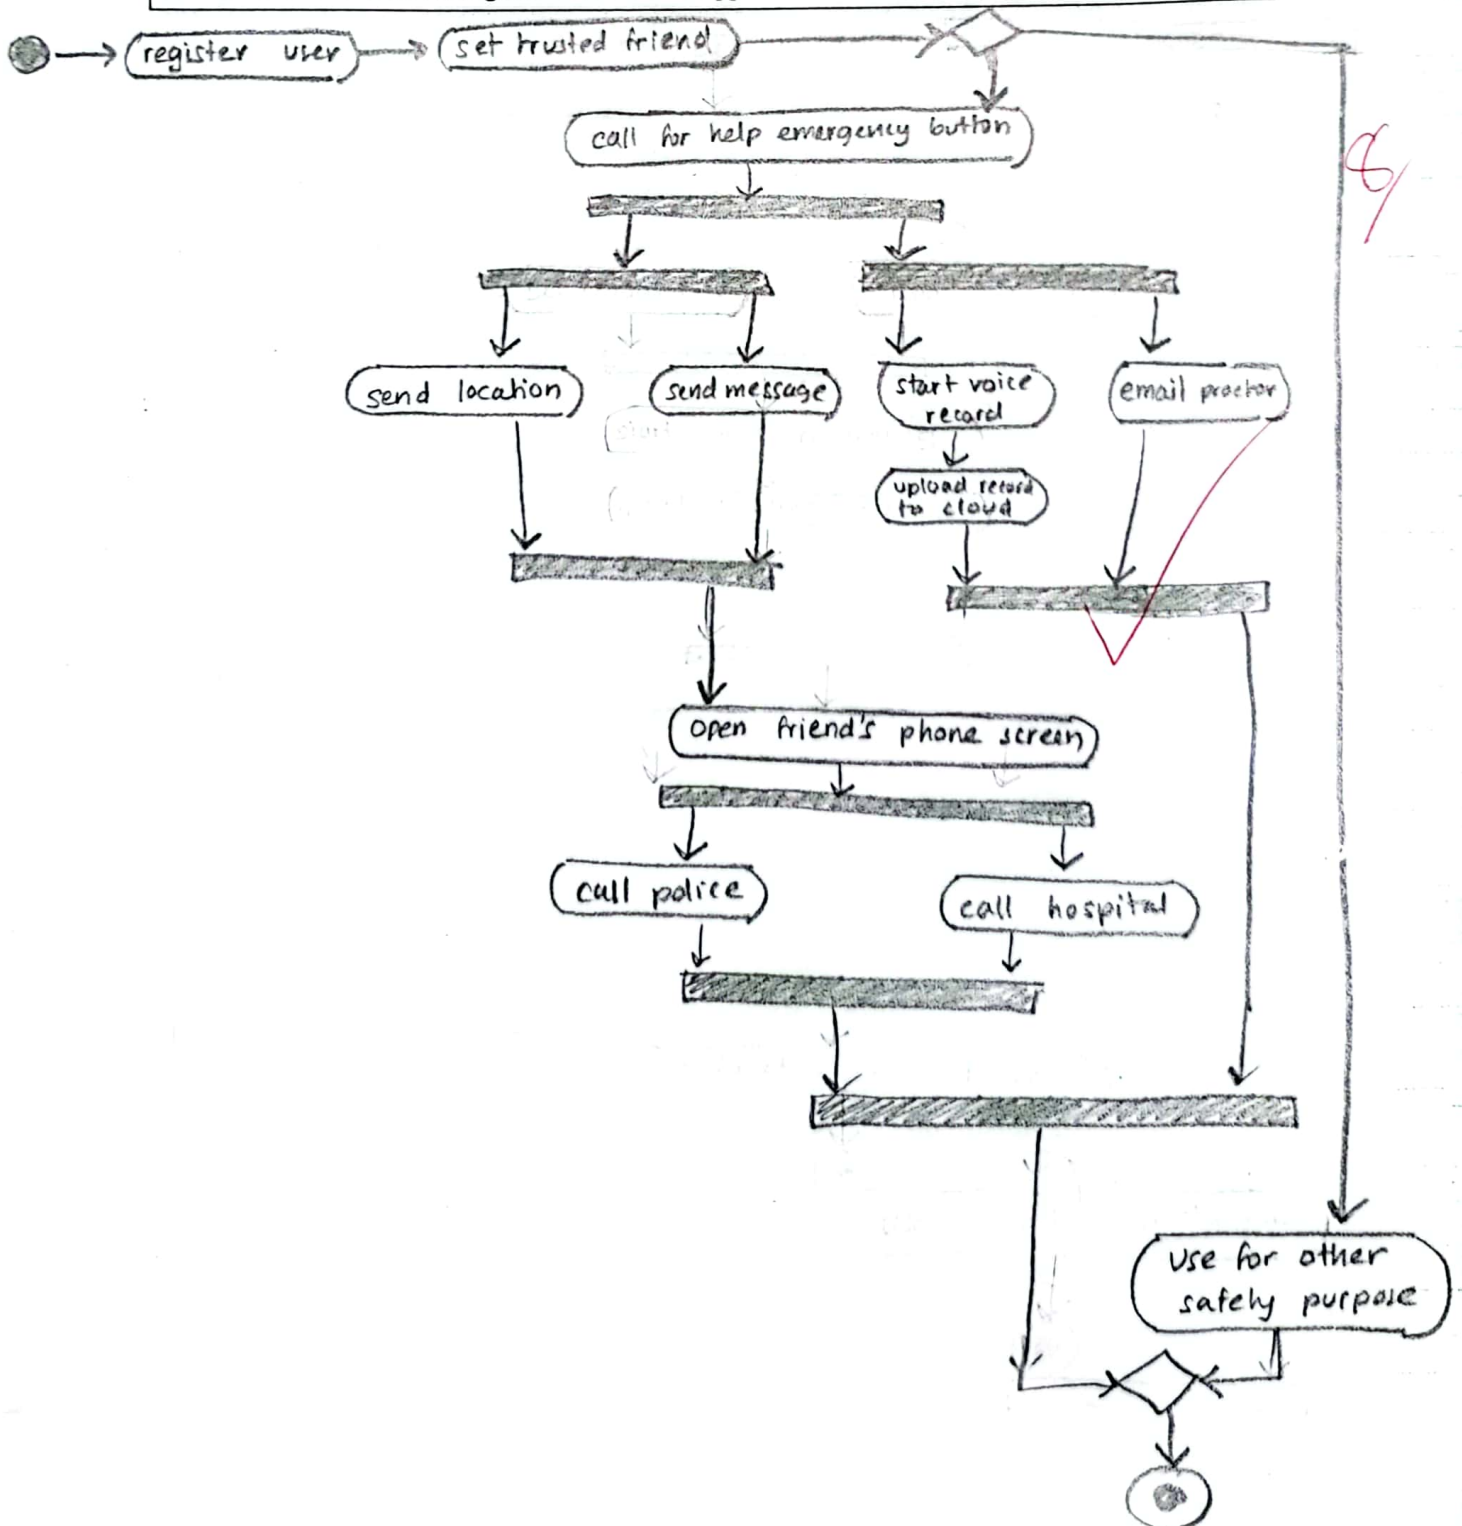 register user
set trusted friend
call for help emergency button
8/
send location
send message
start voice
record
email proctor
upload record
to cloud
open friend's phone screen
call police
call hospital
use for other
safety purpose